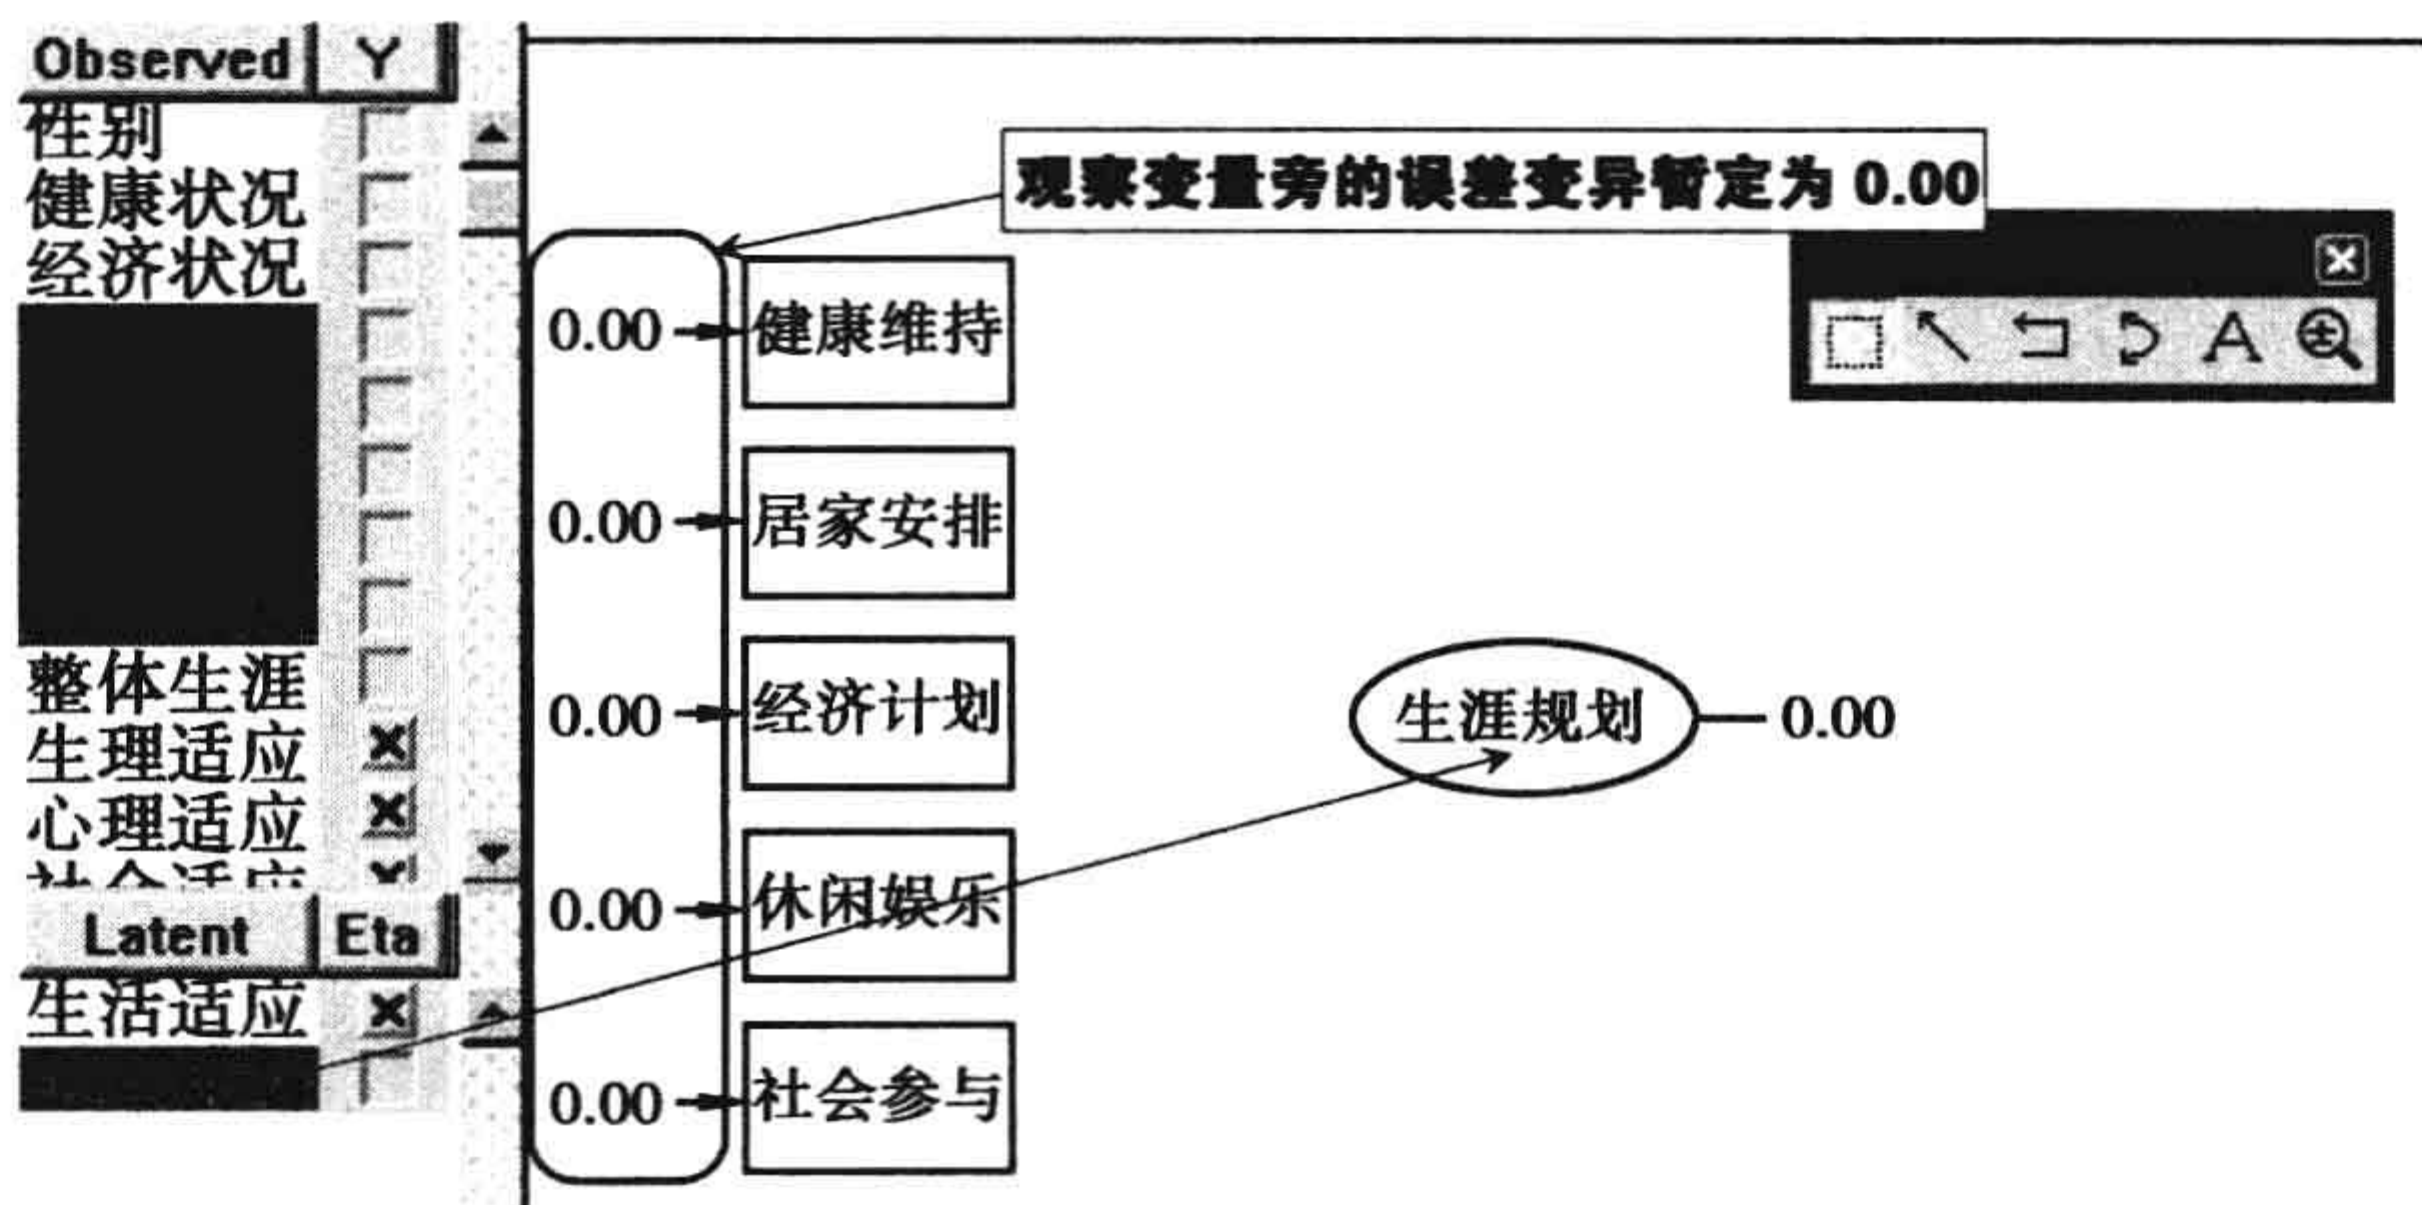 Observed Y
性别
健康状况
经济状况
整体生涯
生理适应 X
心理适应 X
社会适应 X
Latent Eta
生活适应 X
观察变量旁的误差变异暂定为 0.00
0.00 健康维持
0.00 居家安排
0.00 经济计划
0.00 休闲娱乐
0.00 社会参与
生涯规划 0.00
A